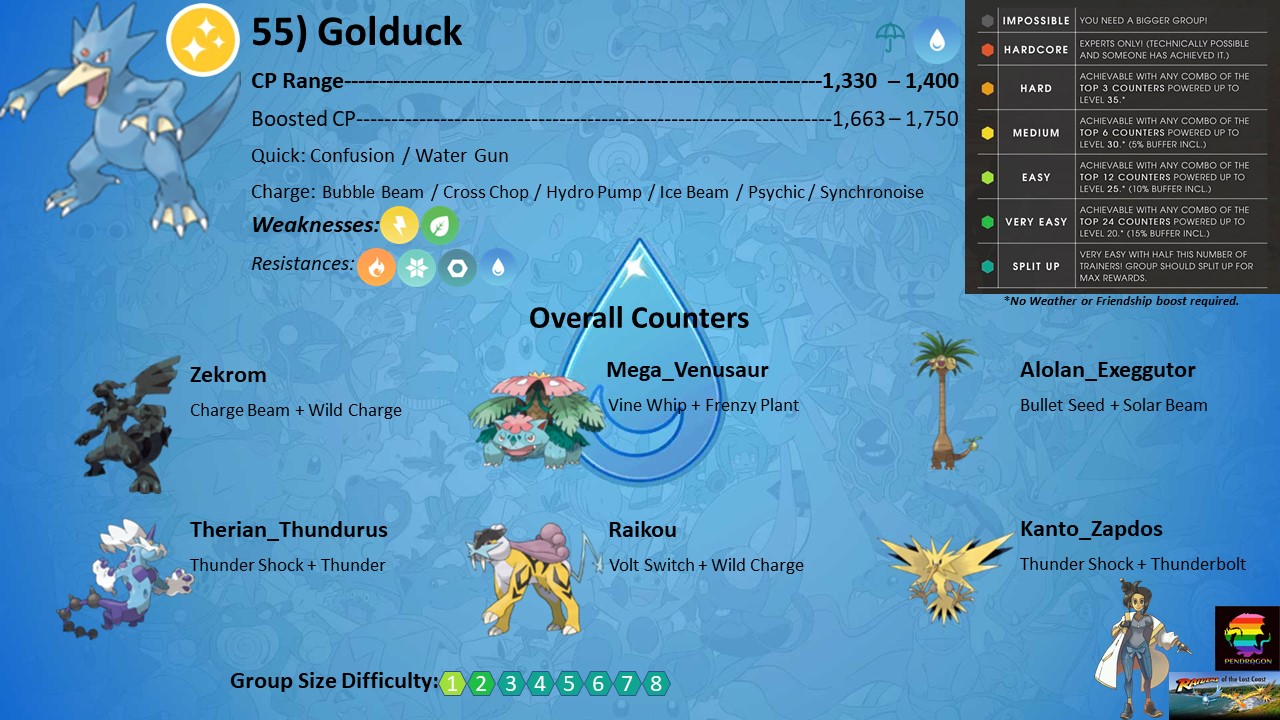 55) Golduck
CP Range------------------------------------------------------------------------1,330 – 1,400
Boosted CP------------------------------------------------------------------------1,663 – 1,750
Quick: Confusion / Water Gun
Charge: Bubble Beam / Cross Chop / Hydro Pump / Ice Beam / Psychic / Synchronoise
Weaknesses:
Resistances:
IMPOSSIBLE YOU NEED A BIGGER GROUP!
HARDCORE EXPERTS ONLY! (TECHNICALLY POSSIBLE
AND SOMEONE HAS ACHIEVED IT.)
HARD ACHIEVABLE WITH ANY COMBO OF THE
TOP 3 COUNTERS POWERED UP TO
LEVEL 35.*
MEDIUM ACHIEVABLE WITH ANY COMBO OF THE
TOP 6 COUNTERS POWERED UP TO
LEVEL 30.* (5% BUFFER INCL.)
EASY ACHIEVABLE WITH ANY COMBO OF THE
TOP 12 COUNTERS POWERED UP TO
LEVEL 25.* (10% BUFFER INCL.)
VERY EASY ACHIEVABLE WITH ANY COMBO OF THE
TOP 24 COUNTERS POWERED UP TO
LEVEL 20.* (15% BUFFER INCL.)
SPLIT UP VERY EASY WITH HALF THIS NUMBER OF
TRAINERS! GROUP SHOULD SPLIT UP FOR
MAX REWARDS.
*No Weather or Friendship boost required.
Overall Counters
Zekrom
Charge Beam + Wild Charge
Mega_Venusaur
Vine Whip + Frenzy Plant
Alolan_Exeggutor
Bullet Seed + Solar Beam
Therian_Thundurus
Thunder Shock + Thunder
Raikou
Volt Switch + Wild Charge
Kanto_Zapdos
Thunder Shock + Thunderbolt
Group Size Difficulty: 1 2 3 4 5 6 7 8
PENDRAGON
RAIDERS of the Lost Coast